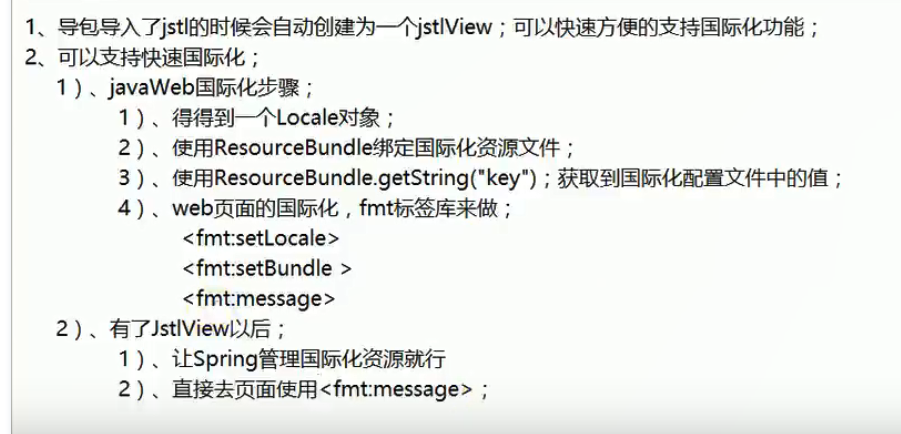 1、导包导入了jstl的时候会自动创建为一个jstlView；可以快速方便的支持国际化功能；
2、可以支持快速国际化；
1）、javaWeb国际化步骤；
1）、得得到一个Locale对象；
2）、使用ResourceBundle绑定国际化资源文件；
3）、使用ResourceBundle.getString("key")；获取到国际化配置文件中的值；
4）、web页面的国际化，fmt标签库来做；
<fmt:setLocale>
<fmt:setBundle >
<fmt:message>
2）、有了JstlView以后；
1）、让Spring管理国际化资源就行
2）、直接去页面使用<fmt:message>；